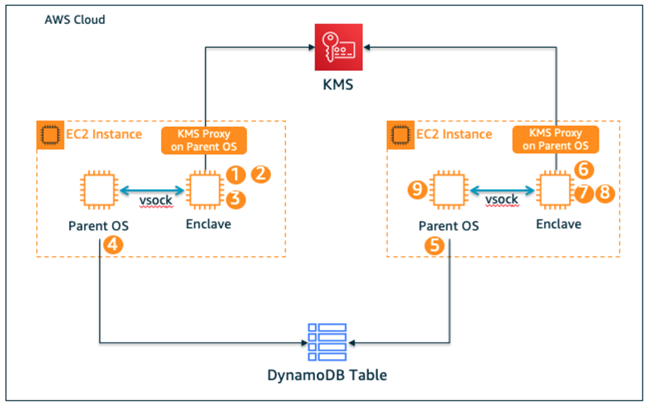 AWS Cloud
KMS
EC2 Instance
KMS Proxy
on Parent OS
1 2
3
vsock
Parent OS
Enclave
4
EC2 Instance
KMS Proxy
on Parent OS
6
9
7 8
vsock
Parent OS
Enclave
5
DynamoDB Table